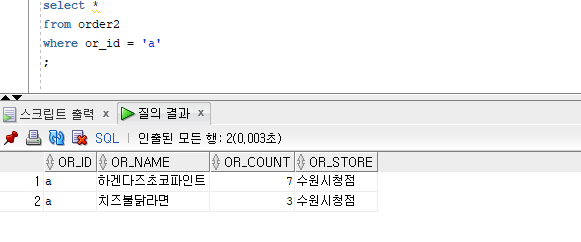 select *
from order2
where or_id = 'a'
;
스크립트 출력 x 질의 결과 x
SQL | 인출된 모든 행: 2(0,003초)
OR_ID OR_NAME OR_COUNT OR_STORE
1 a 하겐다즈초코파인트 7 수원시청점
2 a 치즈불닭라면 3 수원시청점